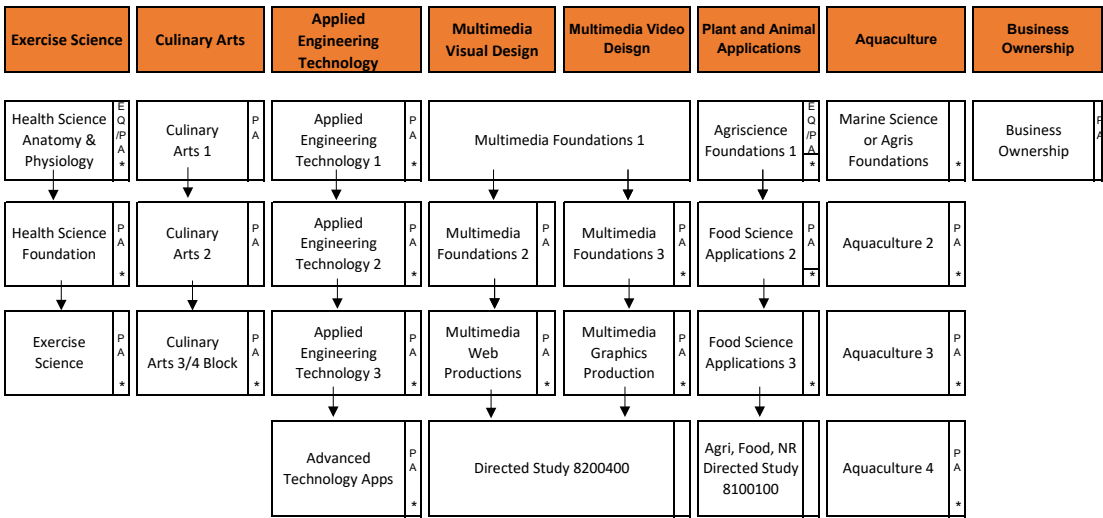 Exercise Science
Culinary Arts
Applied
Engineering
Technology
Multimedia
Visual Design
Multimedia Video
Deisgn
Plant and Animal
Applications
Aquaculture
Business
Ownership
Health Science
Anatomy &
Physiology
E
Q
/P
A
*
Culinary
Arts 1
P
A
Applied
Engineering
Technology 1
P
A
*
Multimedia Foundations 1
Agriscience
Foundations 1
E
Q
/P
A
*
Marine Science
or Agris
Foundations
*
Business
Ownership
P
A
Health Science
Foundation
P
A
*
Culinary
Arts 2
P
A
Applied
Engineering
Technology 2
P
A
*
Multimedia
Foundations 2
P
A
Multimedia
Foundations 3
P
A
*
Food Science
Applications 2
P
A
*
Aquaculture 2
P
A
*
Exercise
Science
P
A
*
Culinary
Arts 3/4 Block
P
A
*
Applied
Engineering
Technology 3
P
A
*
Multimedia
Web
Productions
P
A
*
Multimedia
Graphics
Production
P
A
*
Food Science
Applications 3
P
A
*
Aquaculture 3
P
A
*
Advanced
Technology Apps
P
A
*
Directed Study 8200400
Agri, Food, NR
Directed Study
8100100
Aquaculture 4
P
A
*